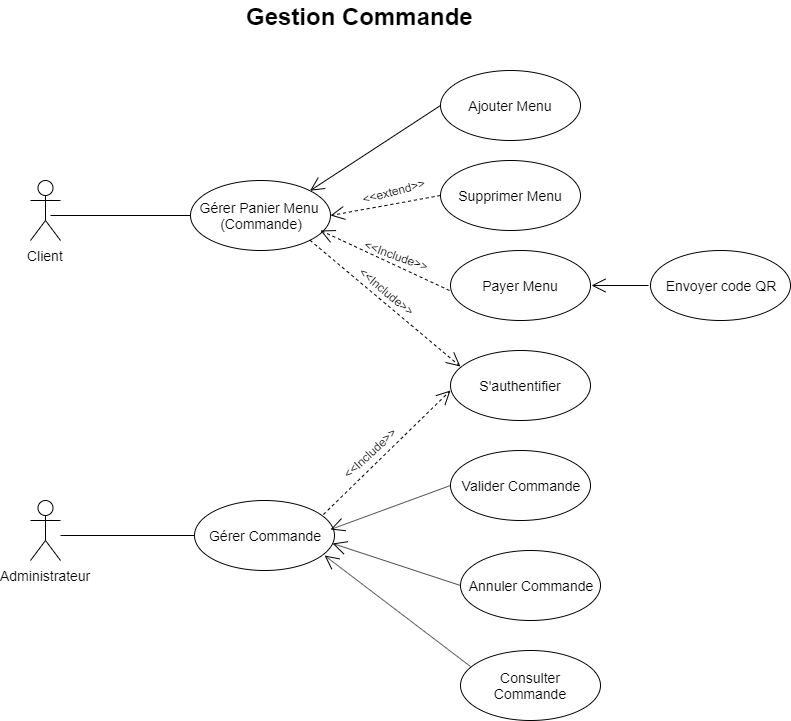 Gestion Commande
Ajouter Menu
Gérer Panier Menu
(Commande)
<<extend>>
Supprimer Menu
Client
<<Include>>
Payer Menu
Envoyer code QR
<<Include>>
S'authentifier
<<Include>>
Valider Commande
Gérer Commande
Administrateur
Annuler Commande
Consulter
Commande